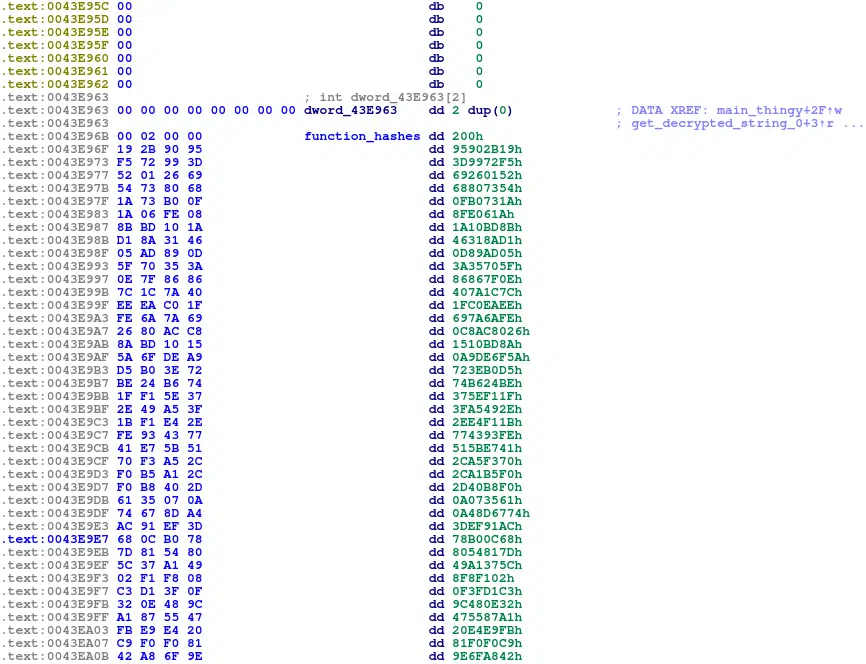 .text:0043E95C 00 db 0
.text:0043E95D 00 db 0
.text:0043E95E 00 db 0
.text:0043E95F 00 db 0
.text:0043E960 00 db 0
.text:0043E961 00 db 0
.text:0043E962 00 db 0
.text:0043E963 ; int dword_43E963[2]
.text:0043E963 00 00 00 00 00 00 00 00 dword_43E963 dd 2 dup(0) ; DATA XREF: main_thingy+2F↑w
.text:0043E963 ; get_decrypted_string_0+3↑r ...
.text:0043E96B 00 02 00 00 function_hashes dd 200h
.text:0043E96F 19 2B 90 95 dd 95902B19h
.text:0043E973 F5 72 99 3D dd 3D9972F5h
.text:0043E977 52 01 26 69 dd 69260152h
.text:0043E97B 54 73 80 68 dd 68807354h
.text:0043E97F 1A 73 B0 0F dd 0FB0731Ah
.text:0043E983 1A 06 FE 08 dd 8FE061Ah
.text:0043E987 8B BD 10 1A dd 1A10BD8Bh
.text:0043E98B D1 8A 31 46 dd 46318AD1h
.text:0043E98F 05 AD 89 0D dd 0D89AD05h
.text:0043E993 5F 70 35 3A dd 3A35705Fh
.text:0043E997 0E 7F 86 86 dd 86867F0Eh
.text:0043E99B 7C 1C 7A 40 dd 407A1C7Ch
.text:0043E99F EE EA C0 1F dd 1FC0EAEEh
.text:0043E9A3 FE 6A 7A 69 dd 697A6AFEh
.text:0043E9A7 26 80 AC C8 dd 0C8AC8026h
.text:0043E9AB 8A BD 10 15 dd 1510BD8Ah
.text:0043E9AF 5A 6F DE A9 dd 0A9DE6F5Ah
.text:0043E9B3 D5 B0 3E 72 dd 723EB0D5h
.text:0043E9B7 BE 24 B6 74 dd 74B624BEh
.text:0043E9BB 1F F1 5E 37 dd 375EF11Fh
.text:0043E9BF 2E 49 A5 3F dd 3FA5492Eh
.text:0043E9C3 1B F1 E4 2E dd 2EE4F11Bh
.text:0043E9C7 FE 93 43 77 dd 774393FEh
.text:0043E9CB 41 E7 5B 51 dd 515BE741h
.text:0043E9CF 70 F3 A5 2C dd 2CA5F370h
.text:0043E9D3 F0 B5 A1 2C dd 2CA1B5F0h
.text:0043E9D7 F0 B8 40 2D dd 2D40B8F0h
.text:0043E9DB 61 35 07 0A dd 0A073561h
.text:0043E9DF 74 67 8D A4 dd 0A48D6774h
.text:0043E9E3 AC 91 EF 3D dd 3DEF91ACh
.text:0043E9E7 68 0C B0 78 dd 78B00C68h
.text:0043E9EB 7D 81 54 80 dd 8054817Dh
.text:0043E9EF 5C 37 A1 49 dd 49A1375Ch
.text:0043E9F3 02 F1 F8 08 dd 8F8F102h
.text:0043E9F7 C3 D1 3F 0F dd 0F3FD1C3h
.text:0043E9FB 32 0E 48 9C dd 9C480E32h
.text:0043E9FF A1 87 55 47 dd 475587A1h
.text:0043EA03 FB E9 E4 20 dd 20E4E9FBh
.text:0043EA07 C9 F0 F0 81 dd 81F0F0C9h
.text:0043EA0B 42 A8 6F 9E dd 9E6FA842h